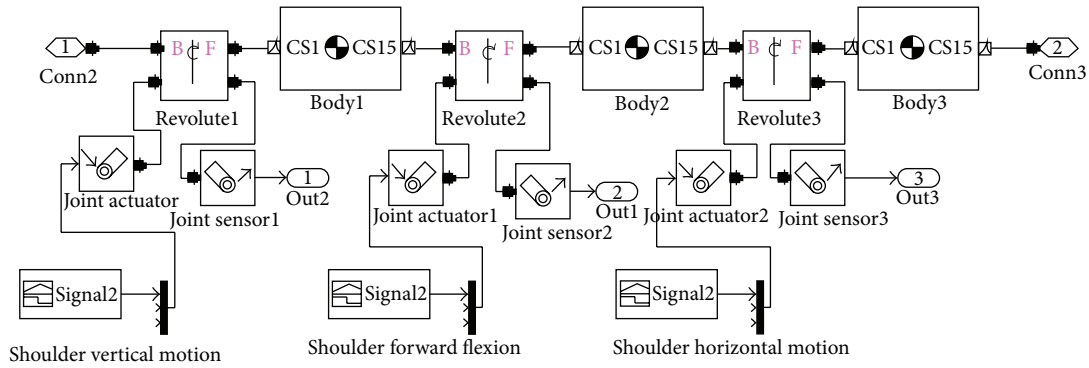 1
Conn2
B F
Revolute1
CS1 CS15
Body1
B F
Revolute2
CS1 CS15
Body2
B F
Revolute3
CS1 CS15
Body3
2
Conn3
Joint actuator
Joint sensor1
1
Out2
Joint actuator1
Joint sensor2
2
Out1
Joint actuator2
Joint sensor3
3
Out3
Signal2
Shoulder vertical motion
Signal2
Shoulder forward flexion
Signal2
Shoulder horizontal motion